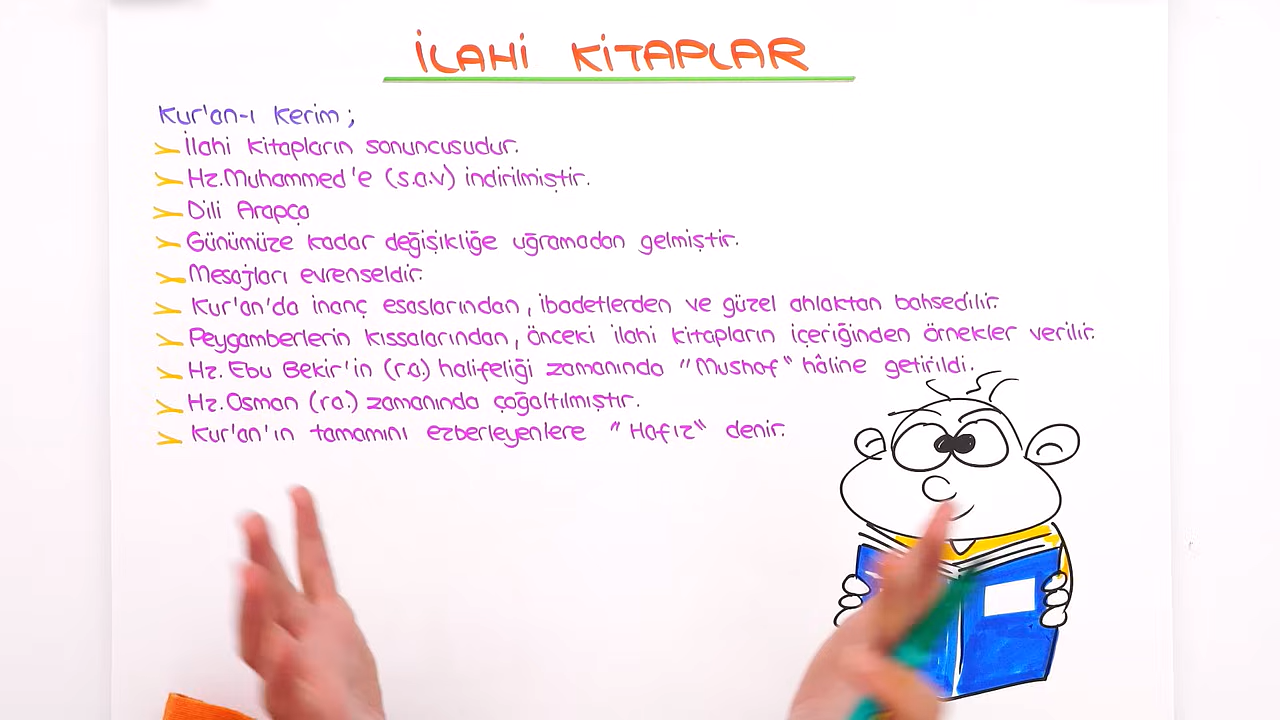 İLAHİ KİTAPLAR
Kur'an-ı Kerim;
İlahi kitapların sonuncusudur.
Hz.Muhammed'e (s.a.v) indirilmiştir.
Dili Arapça
Günümüze kadar değişikliğe uğramadan gelmiştir.
Mesajları evrenseldir.
Kur'an'da inanç esaslarından, ibadetlerden ve güzel ahlaktan bahsedilir.
Peygamberlerin kıssalarından, önceki ilahi kitapların içeriğinden örnekler verilir.
Hz. Ebu Bekir'in (r.a.) halifeliği zamanında "Mushaf" hâline getirildi.
Hz.Osman (ra.) zamanında çoğaltılmıştır.
Kur'an'ın tamamını ezberleyenlere "Hafız" denir.